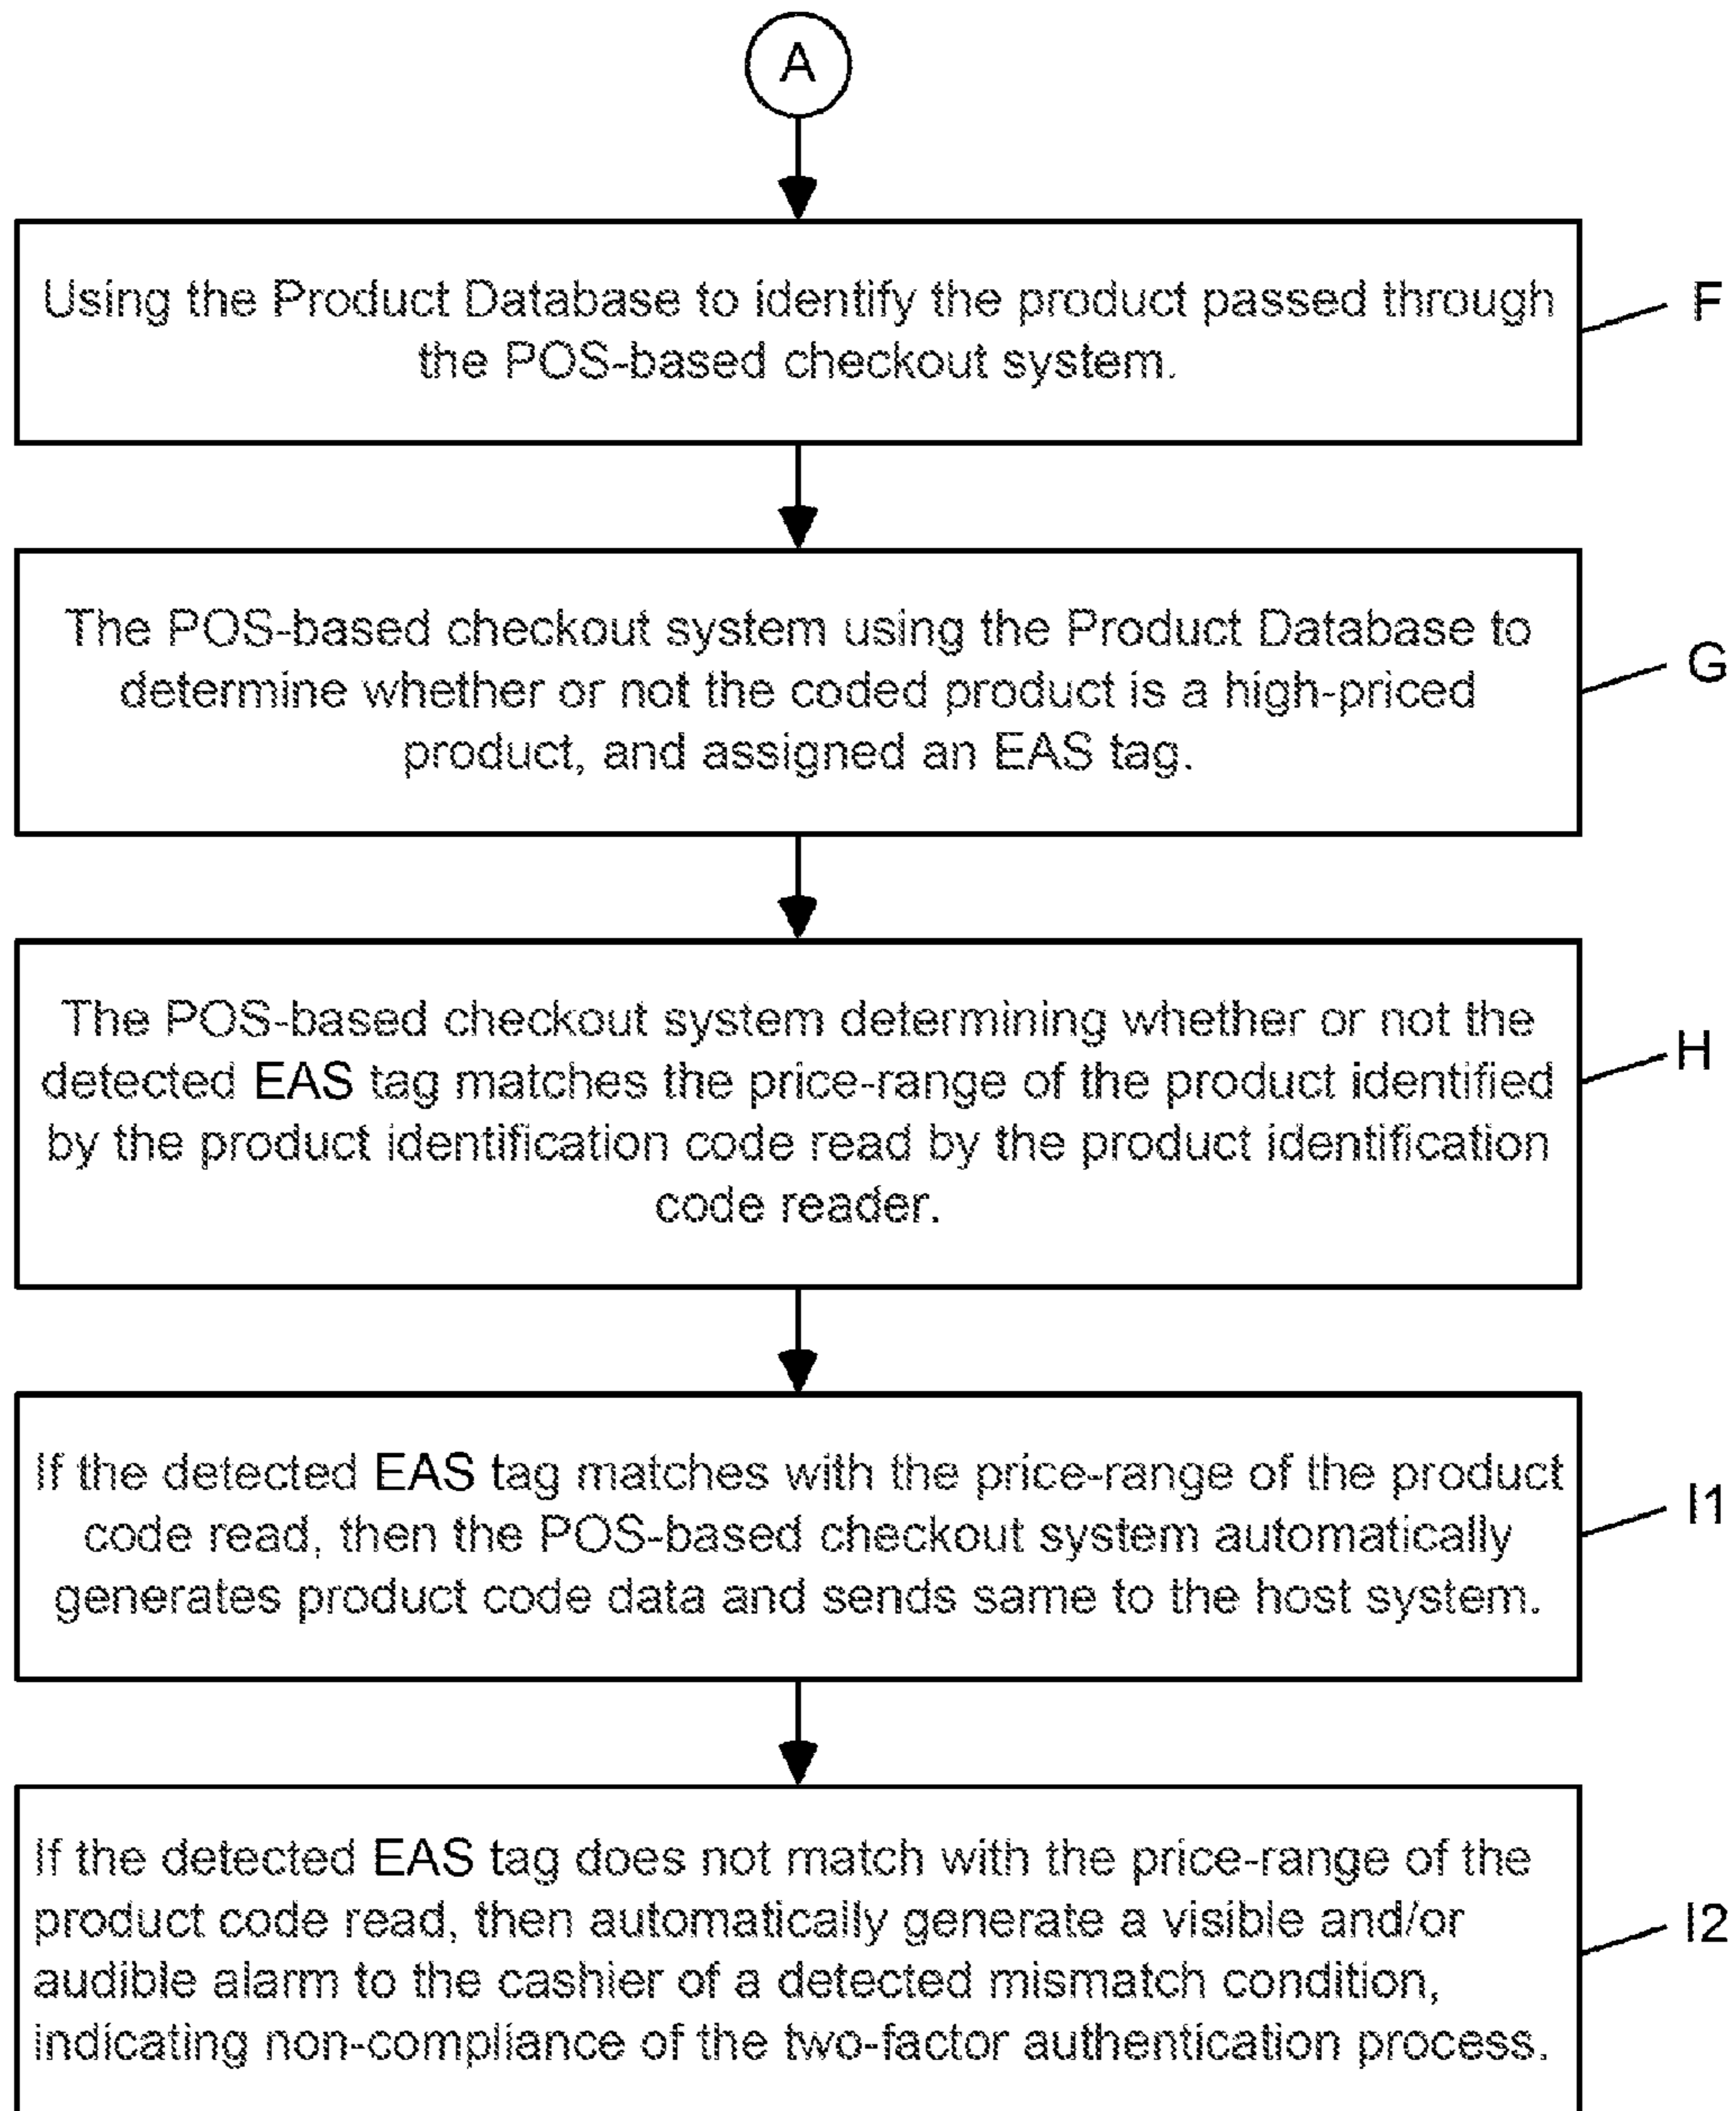 A
Using the Product Database to identify the product passed through
the POS-based checkout system.
F
The POS-based checkout system using the Product Database to
determine whether or not the coded product is a high-priced
product, and assigned an EAS tag.
G
The POS-based checkout system determining whether or not the
detected EAS tag matches the price-range of the product identified
by the product identification code read by the product identification
code reader.
H
If the detected EAS tag matches with the price-range of the product
code read, then the POS-based checkout system automatically
generates product code data and sends same to the host system.
I1
If the detected EAS tag does not match with the price-range of the
product code read, then automatically generate a visible and/or
audible alarm to the cashier of a detected mismatch condition,
indicating non-compliance of the two-factor authentication process.
I2